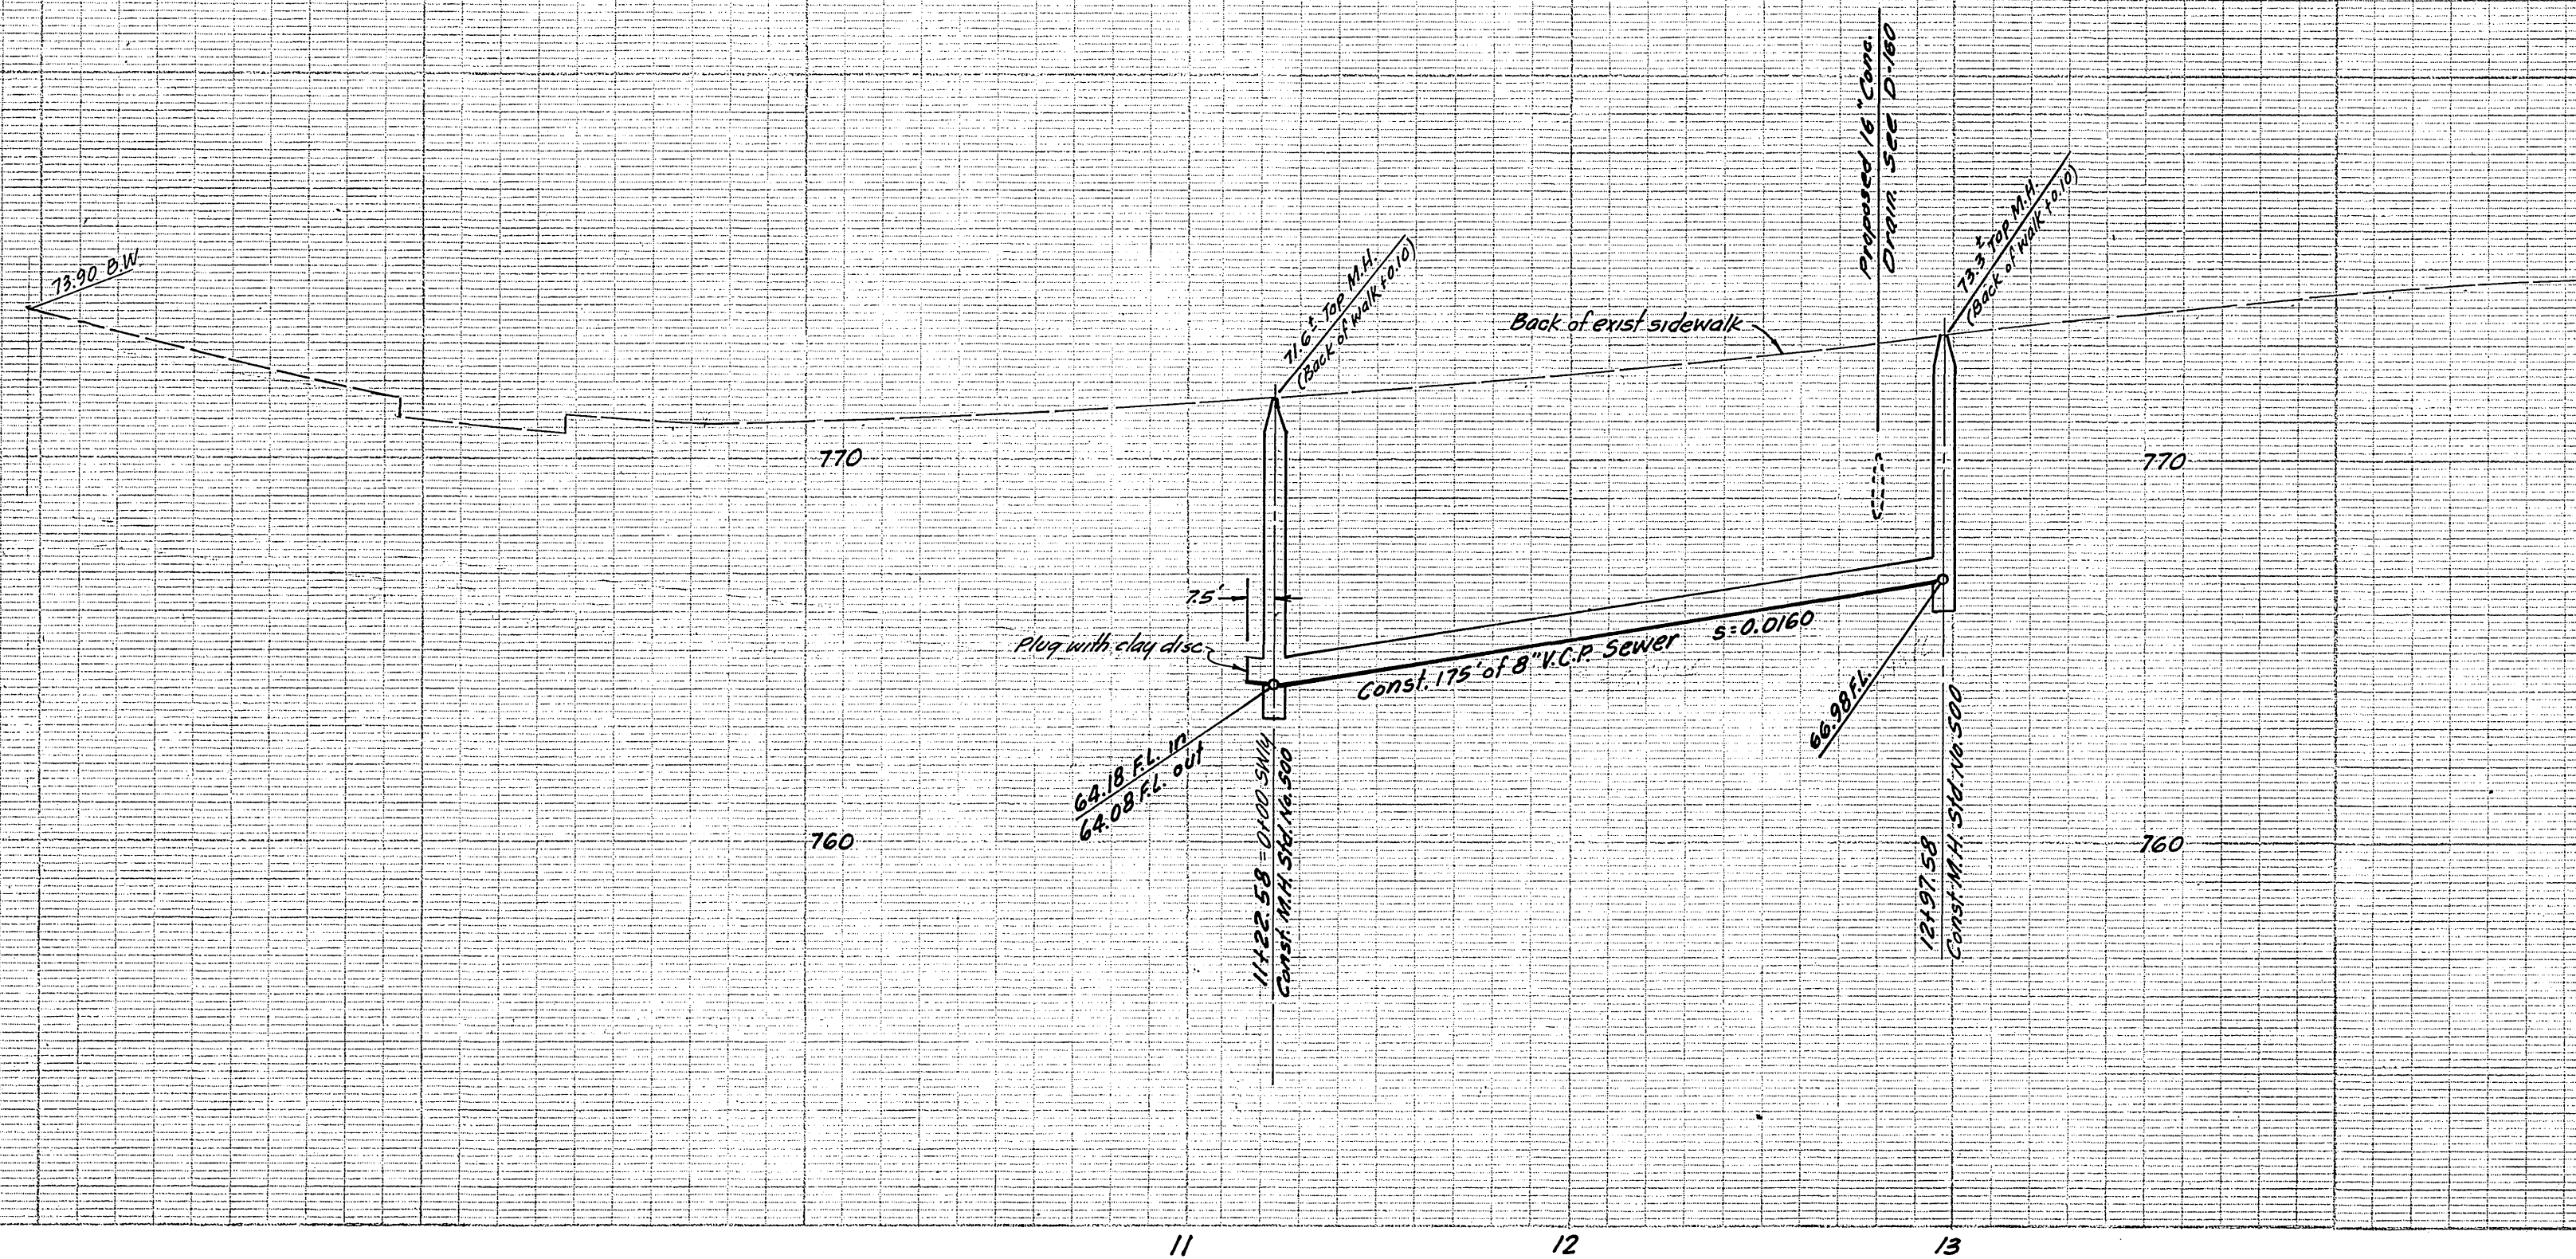 Proposed 16" Conc.
Drain. See D-160
73.90 B.W.
71.6± Top M.H.
(Back of walk +0.10)
Back of exist sidewalk
73.3± Top M.H.
(Back of walk +0.10)
770
770
7.5'
Plug with clay disc
Const. 175' of 8" V.C.P. Sewer s=0.0160
64.18 F.L. in
64.08 F.L. out
66.98 F.L.
11+22.58=0+00 SWly
Const. M.H. Std. No. 500
12+97.58
Const. M.H. Std. No. 500
760
760
11
12
13